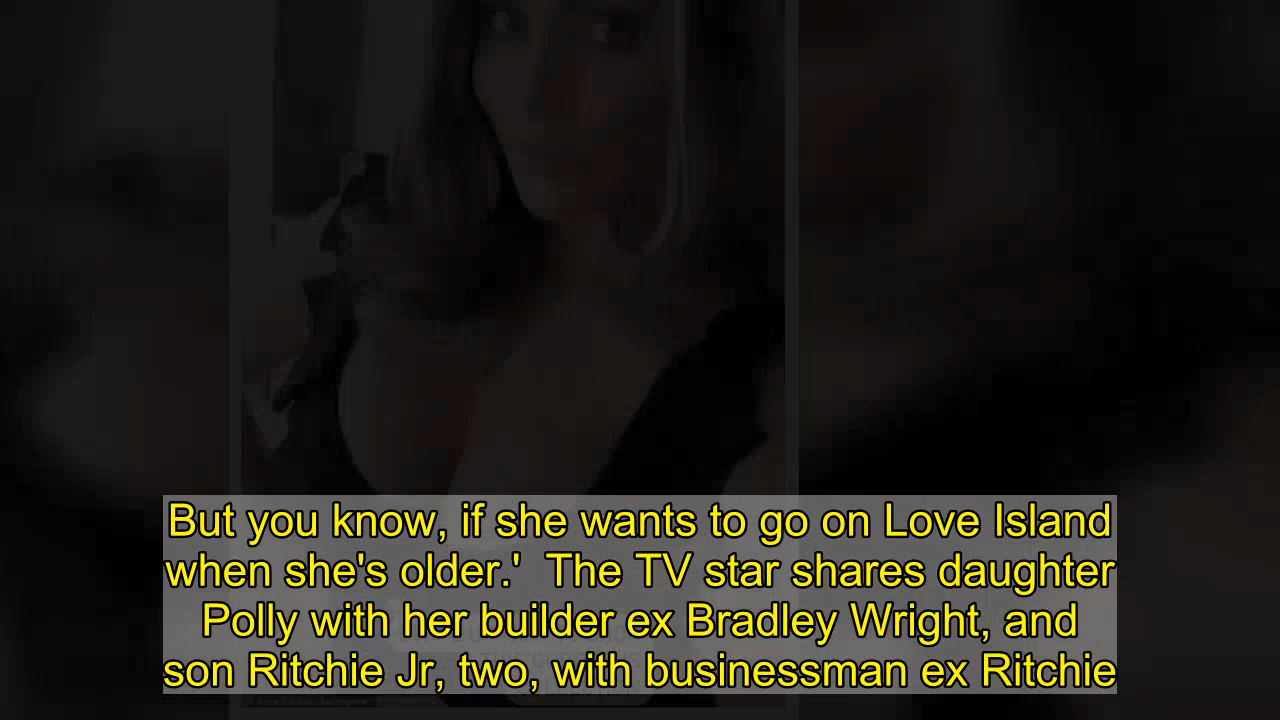 But you know, if she wants to go on Love Island
when she's older.'  The TV star shares daughter
Polly with her builder ex Bradley Wright, and
son Ritchie Jr, two, with businessman ex Ritchie